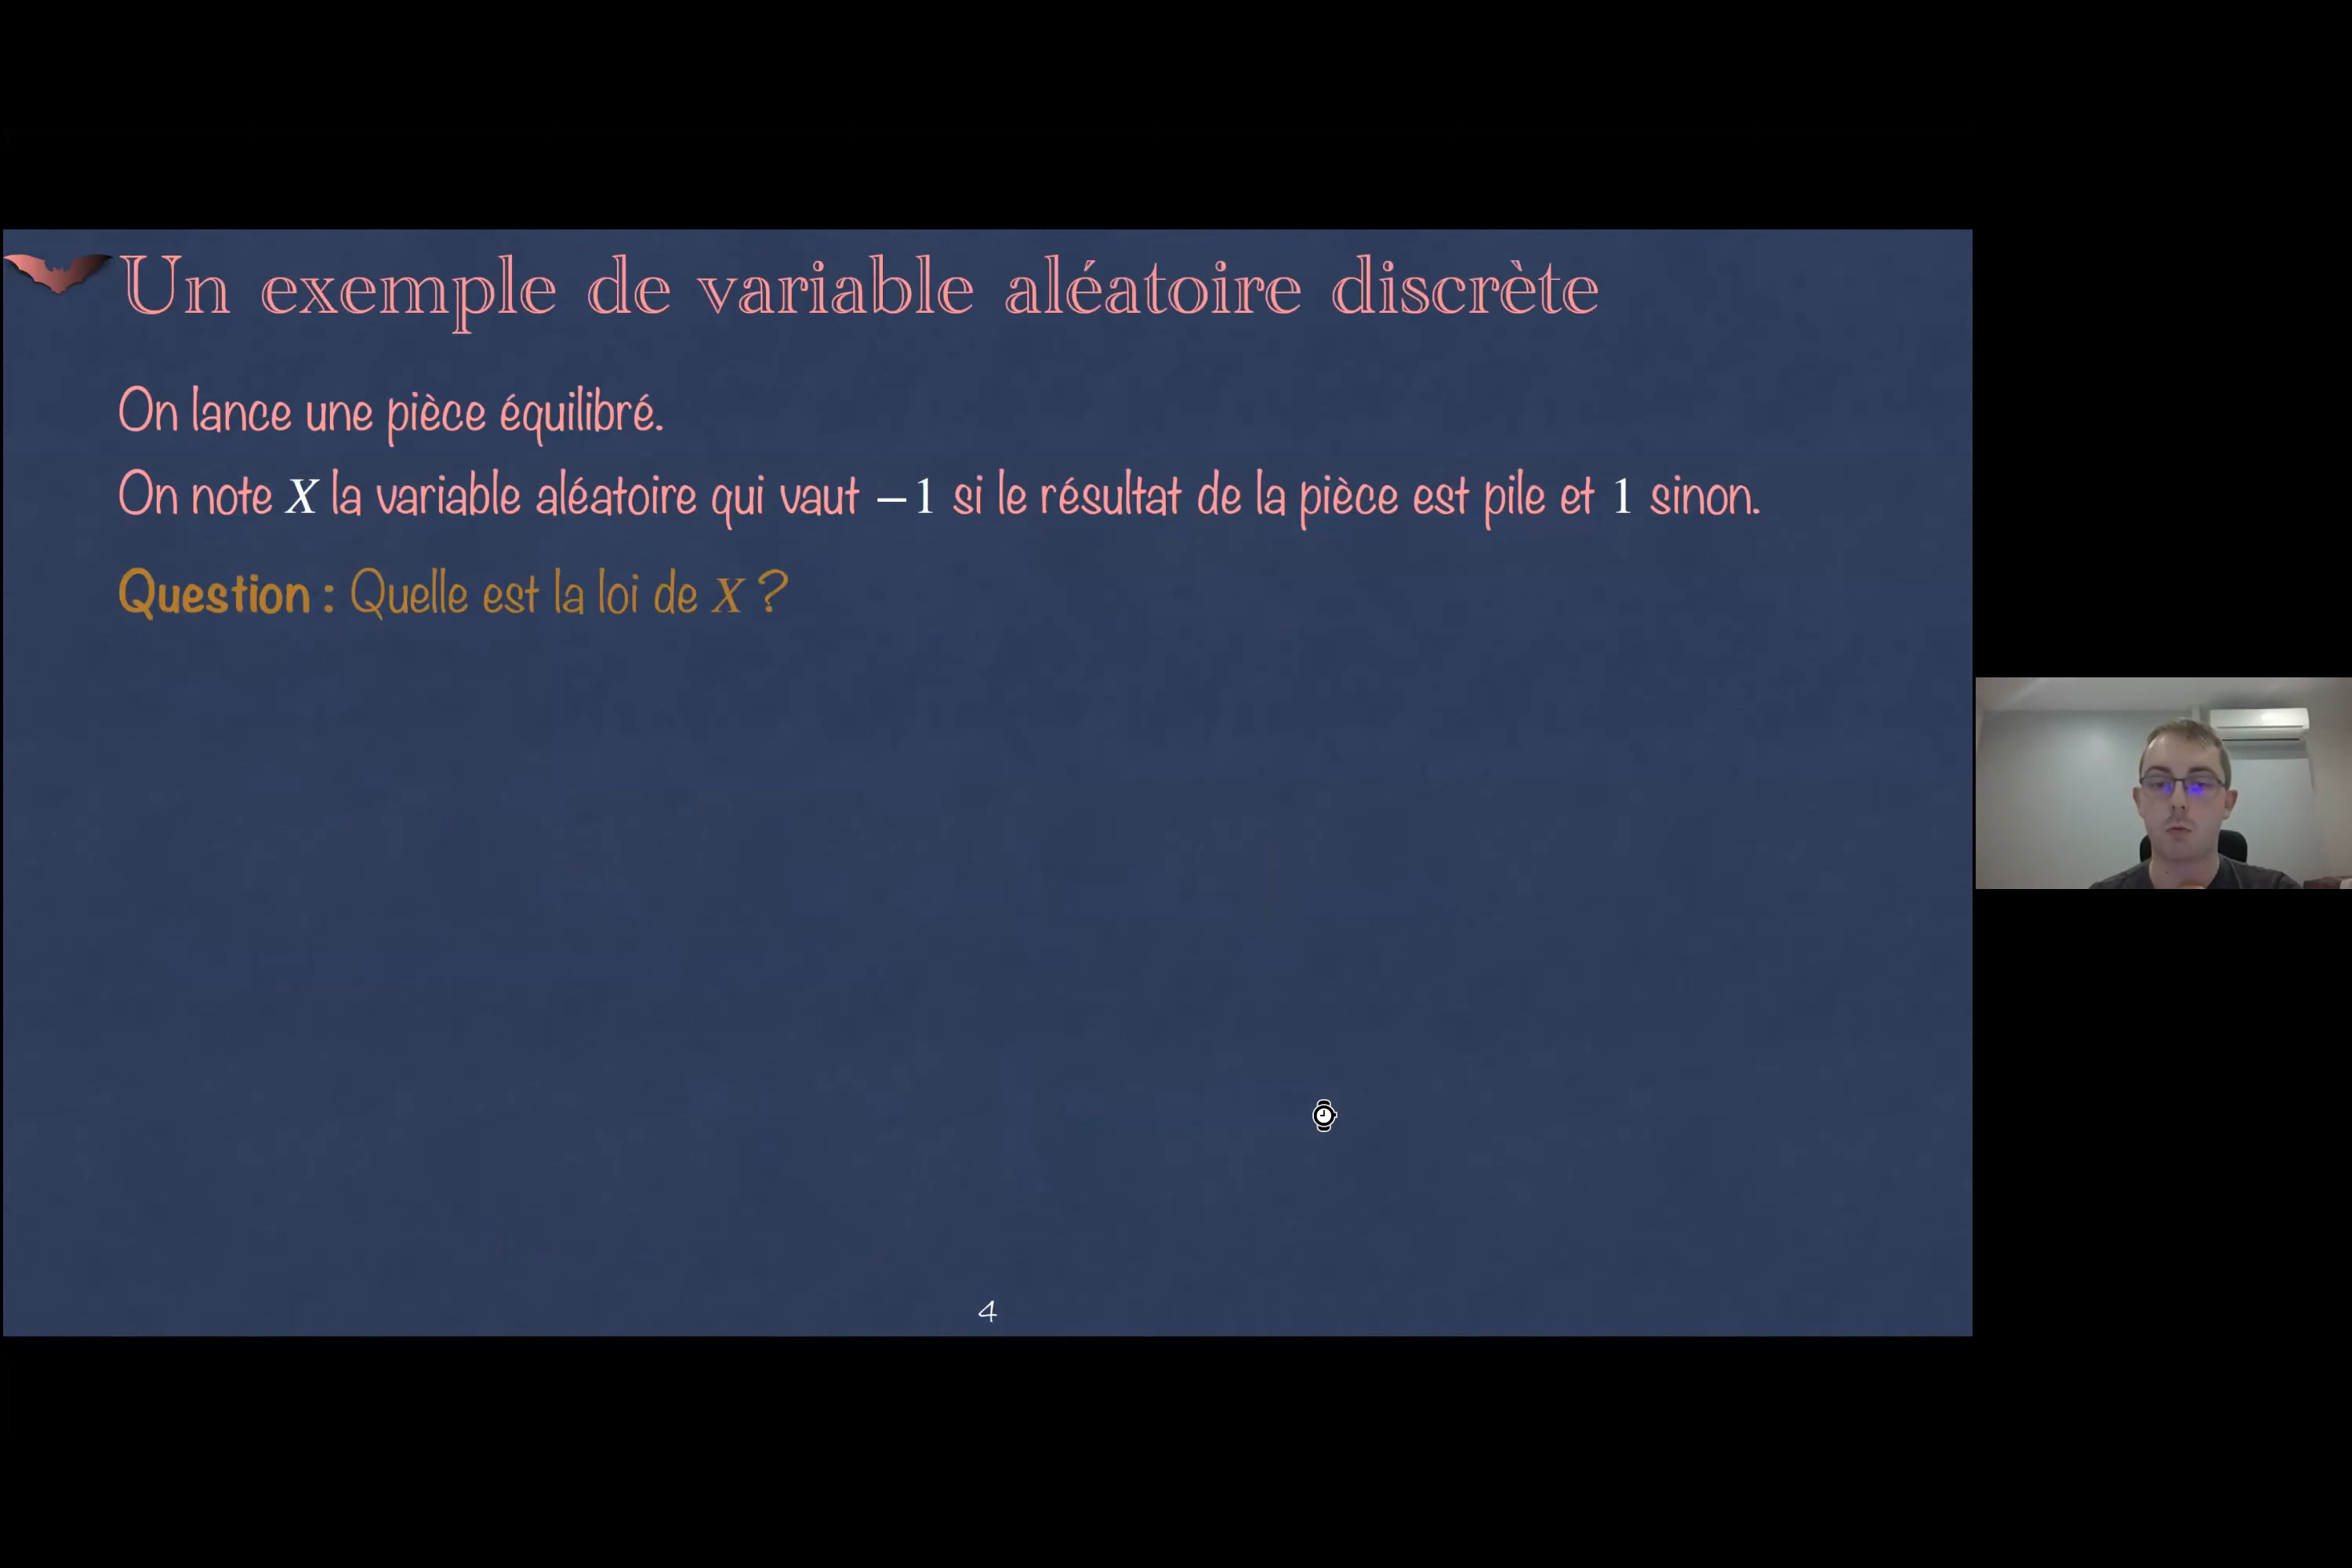 Un exemple de variable aléatoire discrète
On lance une pièce équilibré.
On note X la variable aléatoire qui vaut −1 si le résultat de la pièce est pile et 1 sinon.
Question : Quelle est la loi de X ?
4